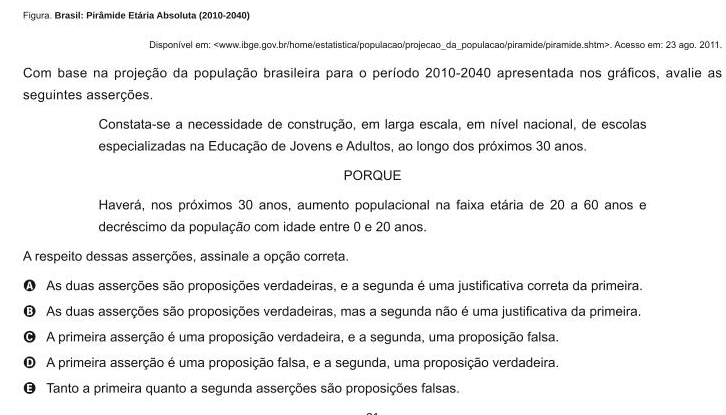 Figura. Brasil: Pirâmide Etária Absoluta (2010-2040)
Disponível em: <www.ibge.gov.br/home/estatistica/populacao/projecao_da_populacao/piramide/piramide.shtm>. Acesso em: 23 ago. 2011.
Com base na projeção da população brasileira para o período 2010-2040 apresentada nos gráficos, avalie as
seguintes asserções.
Constata-se a necessidade de construção, em larga escala, em nível nacional, de escolas
especializadas na Educação de Jovens e Adultos, ao longo dos próximos 30 anos.
PORQUE
Haverá, nos próximos 30 anos, aumento populacional na faixa etária de 20 a 60 anos e
decréscimo da população com idade entre 0 e 20 anos.
A respeito dessas asserções, assinale a opção correta.
A As duas asserções são proposições verdadeiras, e a segunda é uma justificativa correta da primeira.
B As duas asserções são proposições verdadeiras, mas a segunda não é uma justificativa da primeira.
C A primeira asserção é uma proposição verdadeira, e a segunda, uma proposição falsa.
D A primeira asserção é uma proposição falsa, e a segunda, uma proposição verdadeira.
E Tanto a primeira quanto a segunda asserções são proposições falsas.